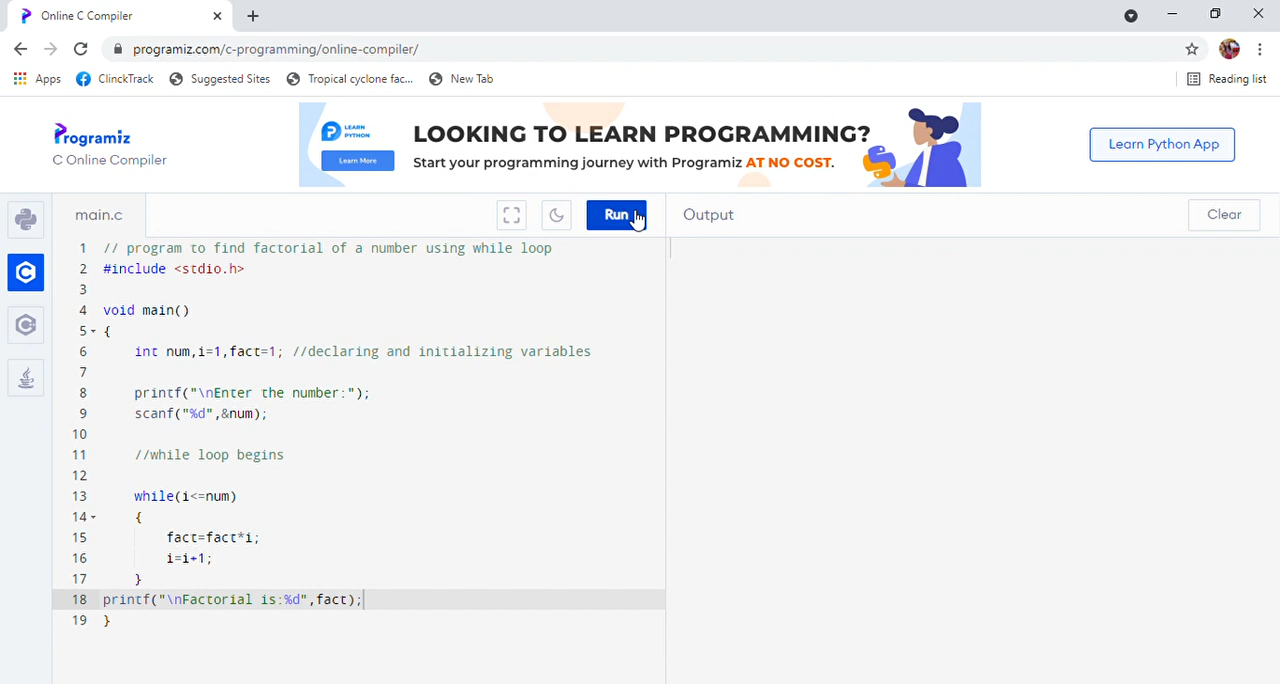 Online C Compiler
programiz.com/c-programming/online-compiler/
Apps ClinckTrack Suggested Sites Tropical cyclone fac... New Tab Reading list
Programiz
C Online Compiler
LEARN
PYTHON
Learn More
LOOKING TO LEARN PROGRAMMING?
Start your programming journey with Programiz AT NO COST.
Learn Python App
main.c Run Output Clear
1 // program to find factorial of a number using while loop
2 #include <stdio.h>
3
4 void main()
5 {
6 int num,i=1,fact=1; //declaring and initializing variables
7
8 printf("\nEnter the number:");
9 scanf("%d",&num);
10
11 //while loop begins
12
13 while(i<=num)
14 {
15 fact=fact*i;
16 i=i+1;
17 }
18 printf("\nFactorial is:%d",fact);
19 }